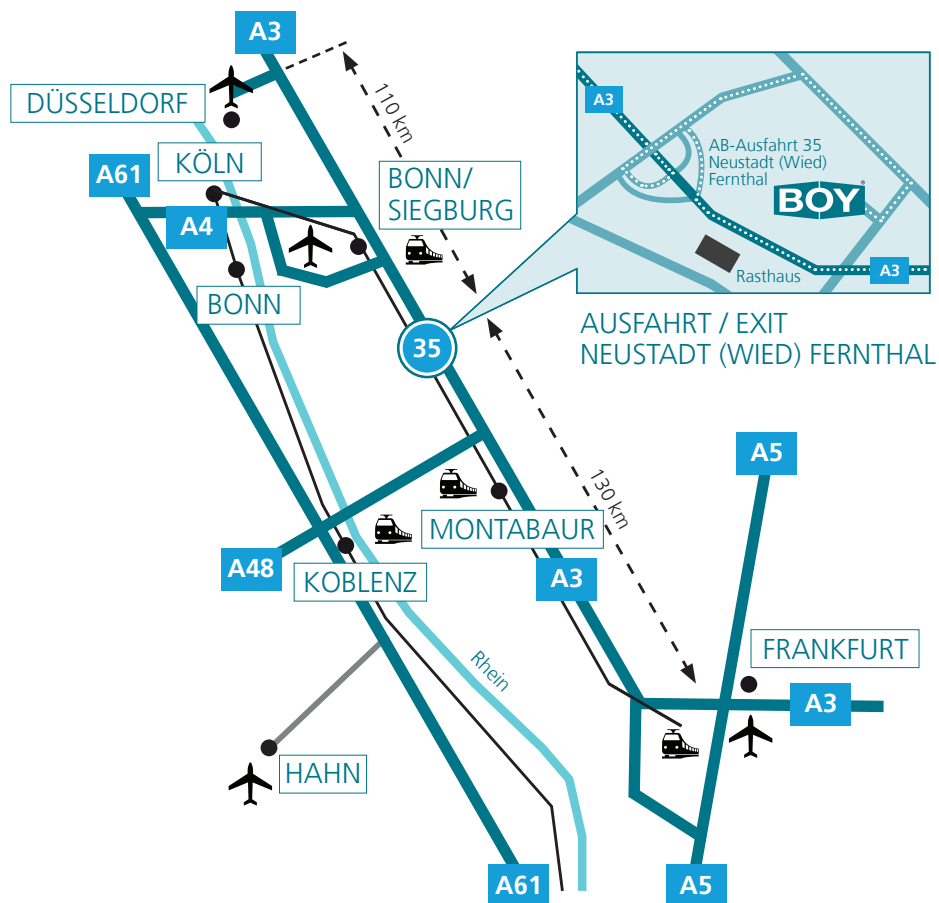 A3
DÜSSELDORF
110 km
A61
KÖLN
BONN/
SIEGBURG
A4
BONN
35
A3
AB-Ausfahrt 35
Neustadt (Wied)
Fernthal
BOY
Rasthaus
A3
AUSFAHRT / EXIT
NEUSTADT (WIED) FERNTHAL
A5
130 km
MONTABAUR
A48
KOBLENZ
A3
Rhein
FRANKFURT
A3
HAHN
A61
A5